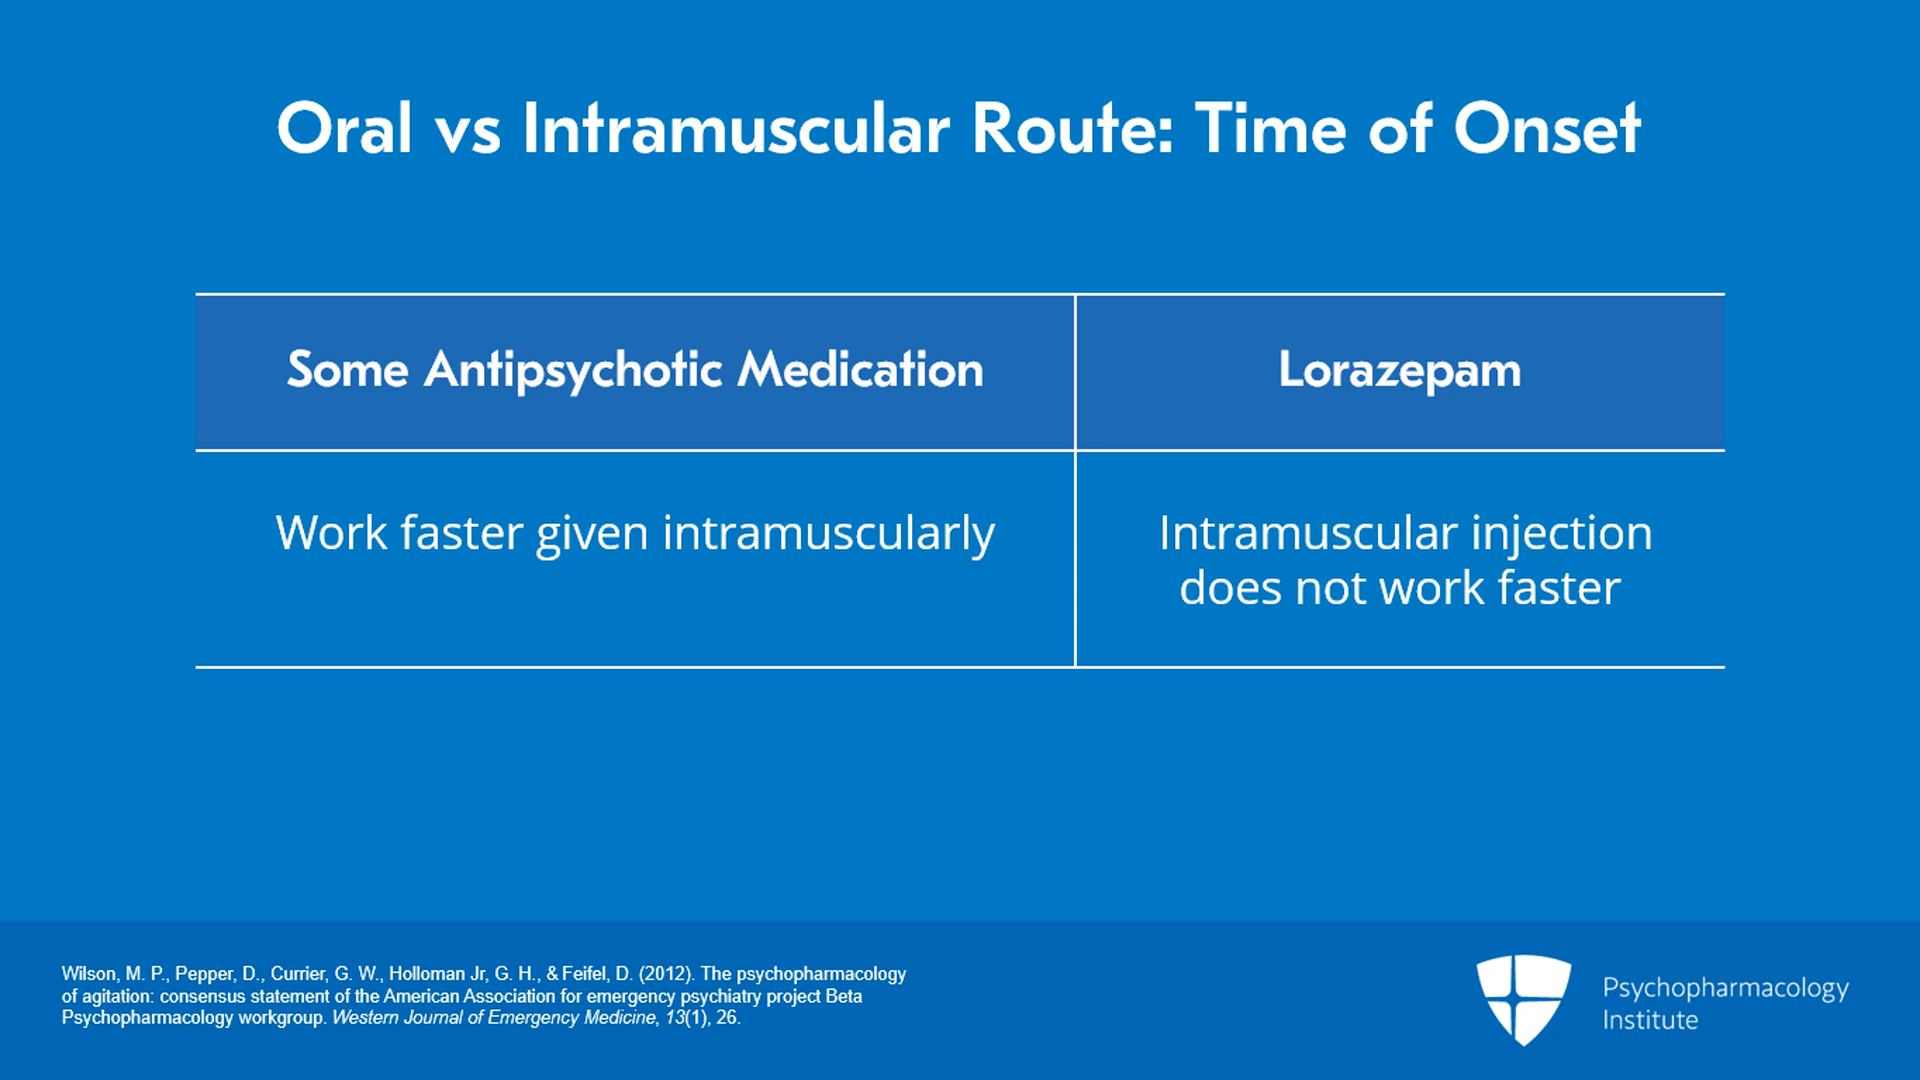 Oral vs Intramuscular Route: Time of Onset
Some Antipsychotic Medication
Lorazepam
Work faster given intramuscularly
Intramuscular injection
does not work faster
Wilson, M. P., Pepper, D., Currier, G. W., Holloman Jr, G. H., & Feifel, D. (2012). The psychopharmacology
of agitation: consensus statement of the American Association for emergency psychiatry project Beta
Psychopharmacology workgroup. Western Journal of Emergency Medicine, 13(1), 26.
Psychopharmacology
Institute